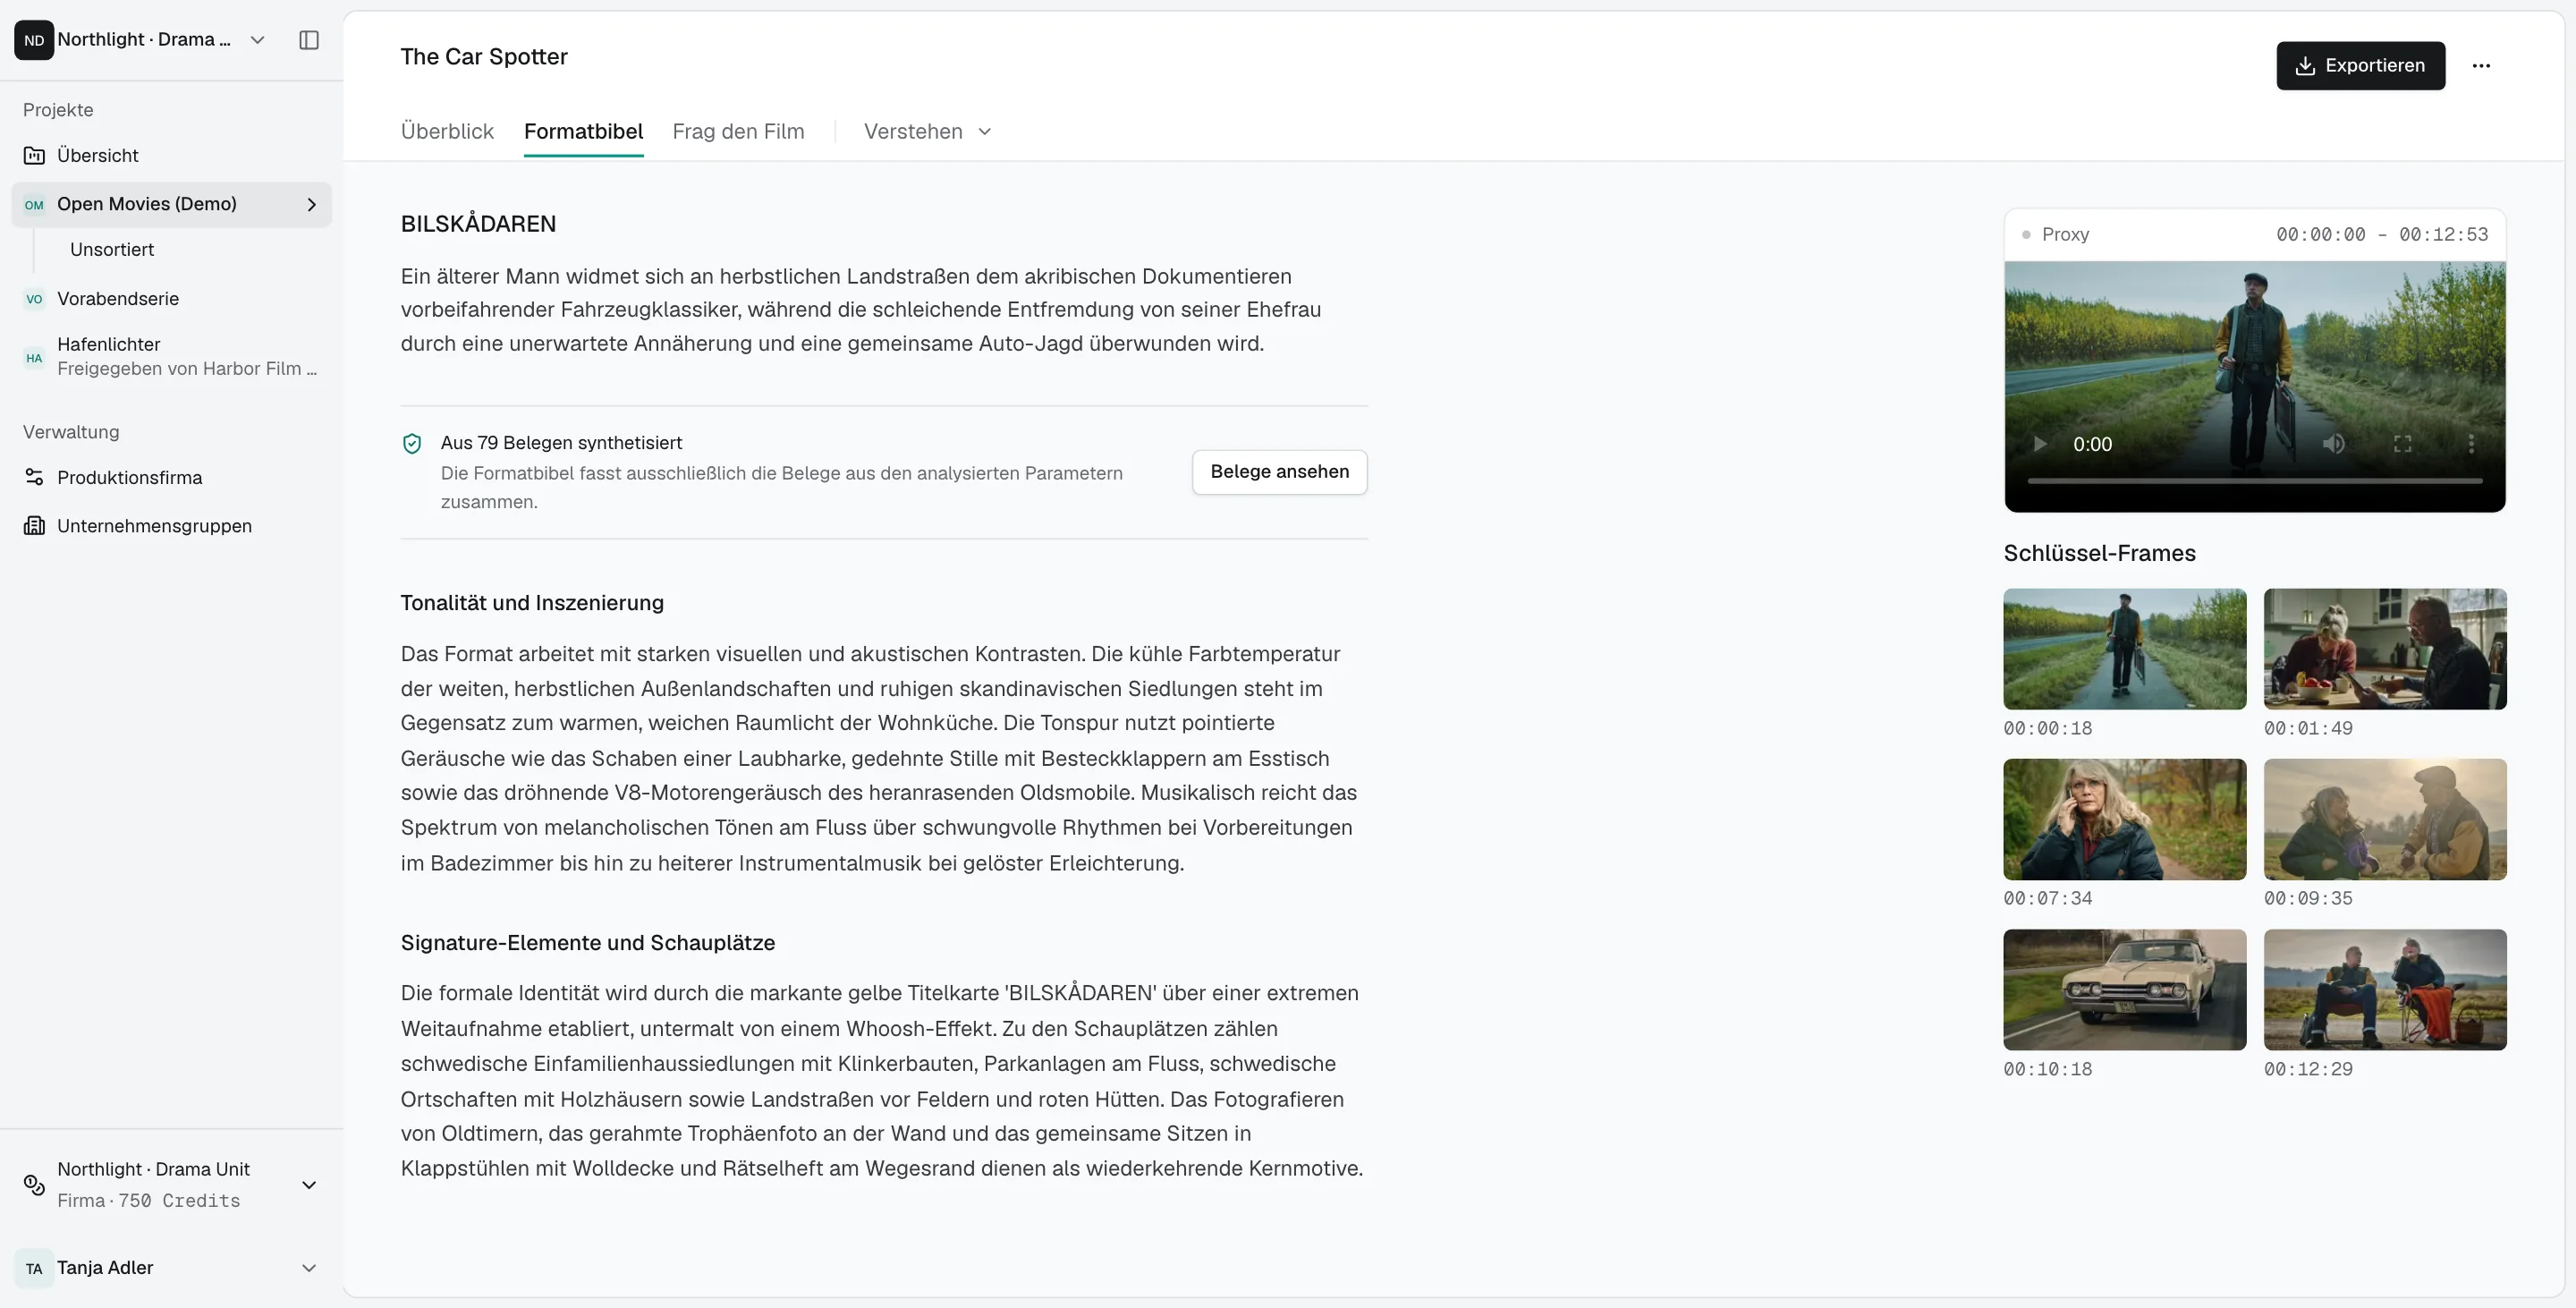 ND Northlight · Drama ...
Projekte
Übersicht
OM Open Movies (Demo)
Unsortiert
VO Vorabendserie
HA Hafenlichter
Freigegeben von Harbor Film ...
Verwaltung
Produktionsfirma
Unternehmensgruppen
Northlight · Drama Unit
Firma · 750 Credits
TA Tanja Adler
The Car Spotter
Exportieren
Überblick Formatbibel Frag den Film Verstehen
BILSKÅDAREN
Ein älterer Mann widmet sich an herbstlichen Landstraßen dem akribischen Dokumentieren
vorbeifahrender Fahrzeugklassiker, während die schleichende Entfremdung von seiner Ehefrau
durch eine unerwartete Annäherung und eine gemeinsame Auto-Jagd überwunden wird.
Aus 79 Belegen synthetisiert
Die Formatbibel fasst ausschließlich die Belege aus den analysierten Parametern
zusammen.
Belege ansehen
Tonalität und Inszenierung
Das Format arbeitet mit starken visuellen und akustischen Kontrasten. Die kühle Farbtemperatur
der weiten, herbstlichen Außenlandschaften und ruhigen skandinavischen Siedlungen steht im
Gegensatz zum warmen, weichen Raumlicht der Wohnküche. Die Tonspur nutzt pointierte
Geräusche wie das Schaben einer Laubharke, gedehnte Stille mit Besteckklappern am Esstisch
sowie das dröhnende V8-Motorengeräusch des heranrasenden Oldsmobile. Musikalisch reicht das
Spektrum von melancholischen Tönen am Fluss über schwungvolle Rhythmen bei Vorbereitungen
im Badezimmer bis hin zu heiterer Instrumentalmusik bei gelöster Erleichterung.
Signature-Elemente und Schauplätze
Die formale Identität wird durch die markante gelbe Titelkarte 'BILSKÅDAREN' über einer extremen
Weitaufnahme etabliert, untermalt von einem Whoosh-Effekt. Zu den Schauplätzen zählen
schwedische Einfamilienhaussiedlungen mit Klinkerbauten, Parkanlagen am Fluss, schwedische
Ortschaften mit Holzhäusern sowie Landstraßen vor Feldern und roten Hütten. Das Fotografieren
von Oldtimern, das gerahmte Trophäenfoto an der Wand und das gemeinsame Sitzen in
Klappstühlen mit Wolldecke und Rätselheft am Wegesrand dienen als wiederkehrende Kernmotive.
Proxy 00:00:00 – 00:12:53
0:00
Schlüssel-Frames
00:00:18 00:01:49
00:07:34 00:09:35
00:10:18 00:12:29